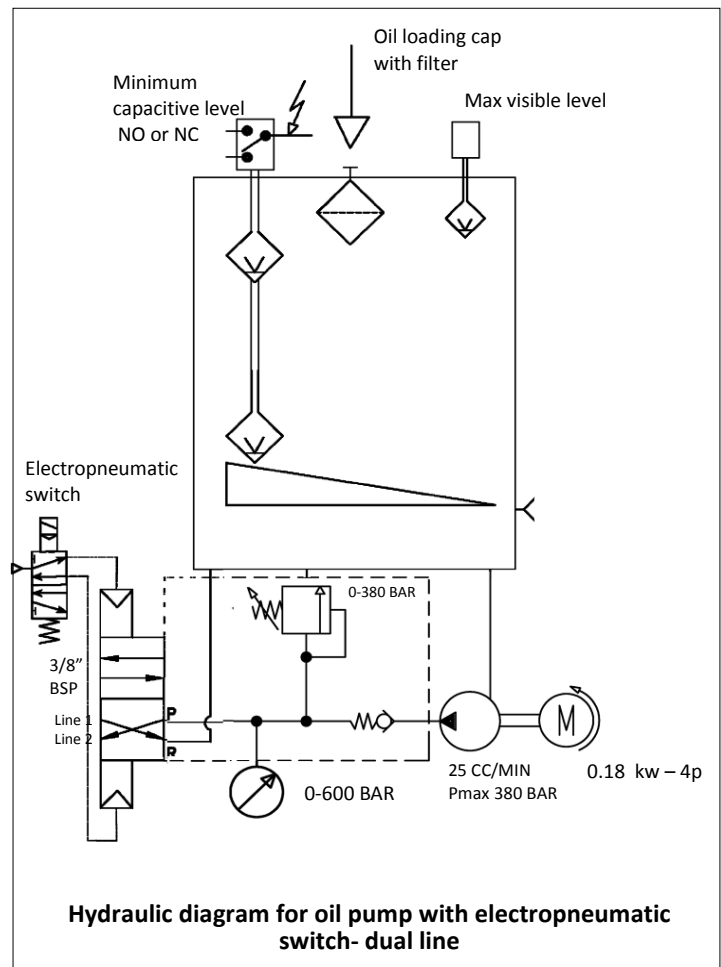 Oil loading cap
with filter
Minimum
capacitive level
NO or NC
Max visible level
Electropneumatic
switch
0-380 BAR
3/8"
BSP
Line 1
Line 2
P
R
M
25 CC/MIN
Pmax 380 BAR
0.18 kw – 4p
0-600 BAR
Hydraulic diagram for oil pump with electropneumatic
switch- dual line